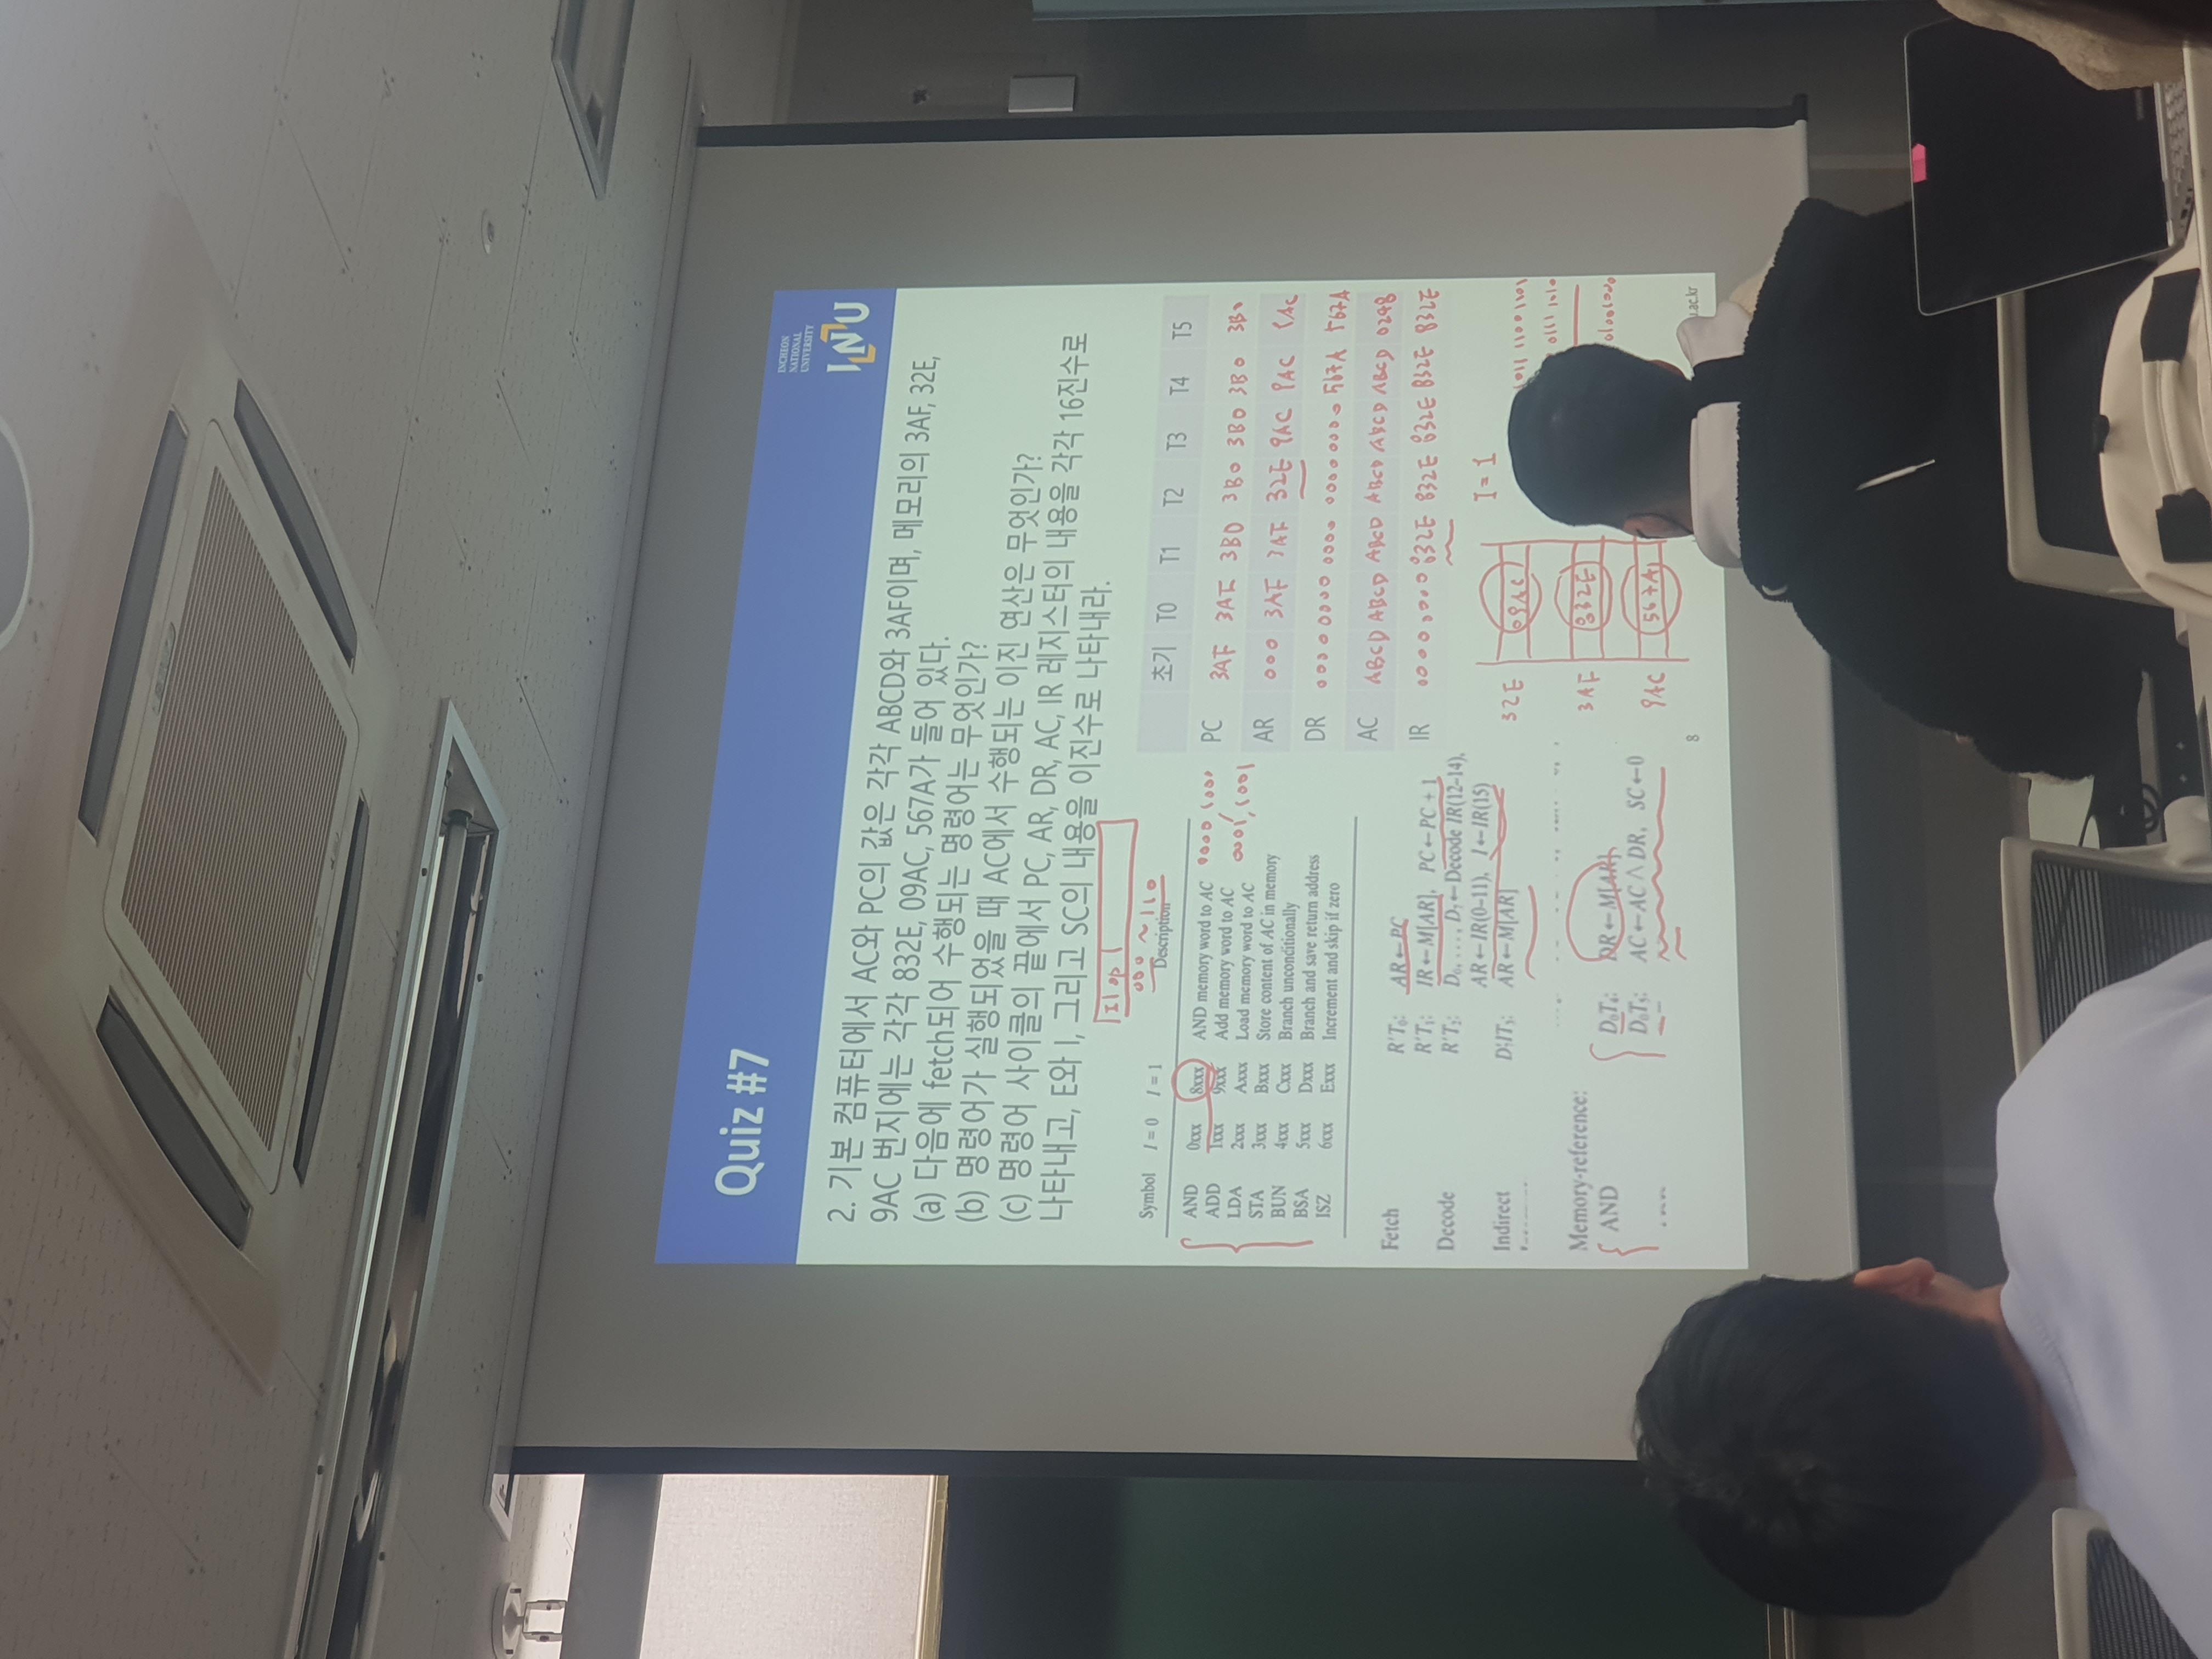 Quiz #7
INCHEON
NATIONAL
UNIVERSITY
INU
2. 기본 컴퓨터에서 AC와 PC의 값은 각각 ABCD와 3AF이며, 메모리의 3AF, 32E,
9AC 번지에는 각각 832E, 09AC, 567A가 들어 있다.
(a) 다음에 fetch되어 수행되는 명령어는 무엇인가?
(b) 명령어가 실행되었을 때 AC에서 수행되는 이진 연산은 무엇인가?
(c) 명령어 사이클의 끝에서 PC, AR, DR, AC, IR 레지스터의 내용을 각각 16진수로
나타내고, E와 I, 그리고 SC의 내용을 이진수로 나타내라.
I| op |
000 ~ 110
Symbol I = 0 I = 1 Description
AND 0xxx 8xxx AND memory word to AC 0000 1000
ADD 1xxx 9xxx Add memory word to AC
LDA 2xxx Axxx Load memory word to AC 0001, 1001
STA 3xxx Bxxx Store content of AC in memory
BUN 4xxx Cxxx Branch unconditionally
BSA 5xxx Dxxx Branch and save return address
ISZ 6xxx Exxx Increment and skip if zero
초기 T0 T1 T2 T3 T4 T5
PC 3AF 3AF 3B0 3B0 3B0 3B0 3B0
AR 000 3AF 3AF 32E 9AC 9AC 9AC
DR 0000 0000 0000 0000 0000 567A 567A
AC ABCD ABCD ABCD ABCD ABCD ABCD 0248
IR 0000 0000 832E 832E 832E 832E 832E
Fetch R'T0: AR ← PC
R'T1: IR ← M[AR], PC ← PC + 1
Decode R'T2: D0, . . . , D7 ← Decode IR(12–14),
AR ← IR(0–11), I ← IR(15)
Indirect D'7IT3: AR ← M[AR]
Memory-reference:
AND D0T4: DR ← M[AR]
D0T5: AC ← AC ∧ DR, SC ← 0
32E 09AC
3AF 832E
9AC 567A
I = 1
1011 1100 1101
0111 1010
01001000
8
.ac.kr